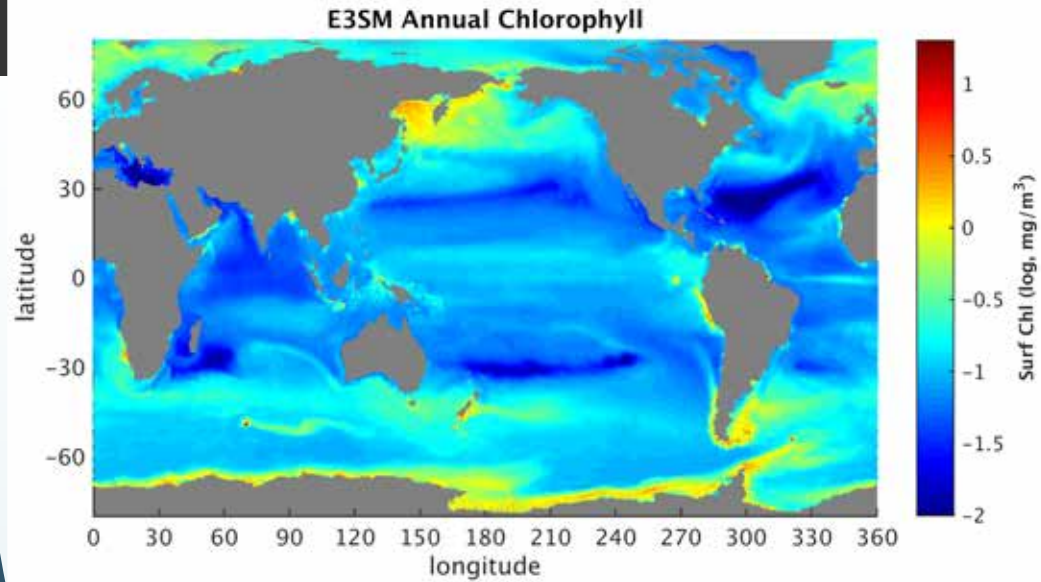 E3SM Annual Chlorophyll
60
30
0
−30
−60
latitude
0 30 60 90 120 150 180 210 240 270 300 330 360
longitude
1
0.5
0
−0.5
−1
−1.5
−2
Surf Chl (log, mg/m³)